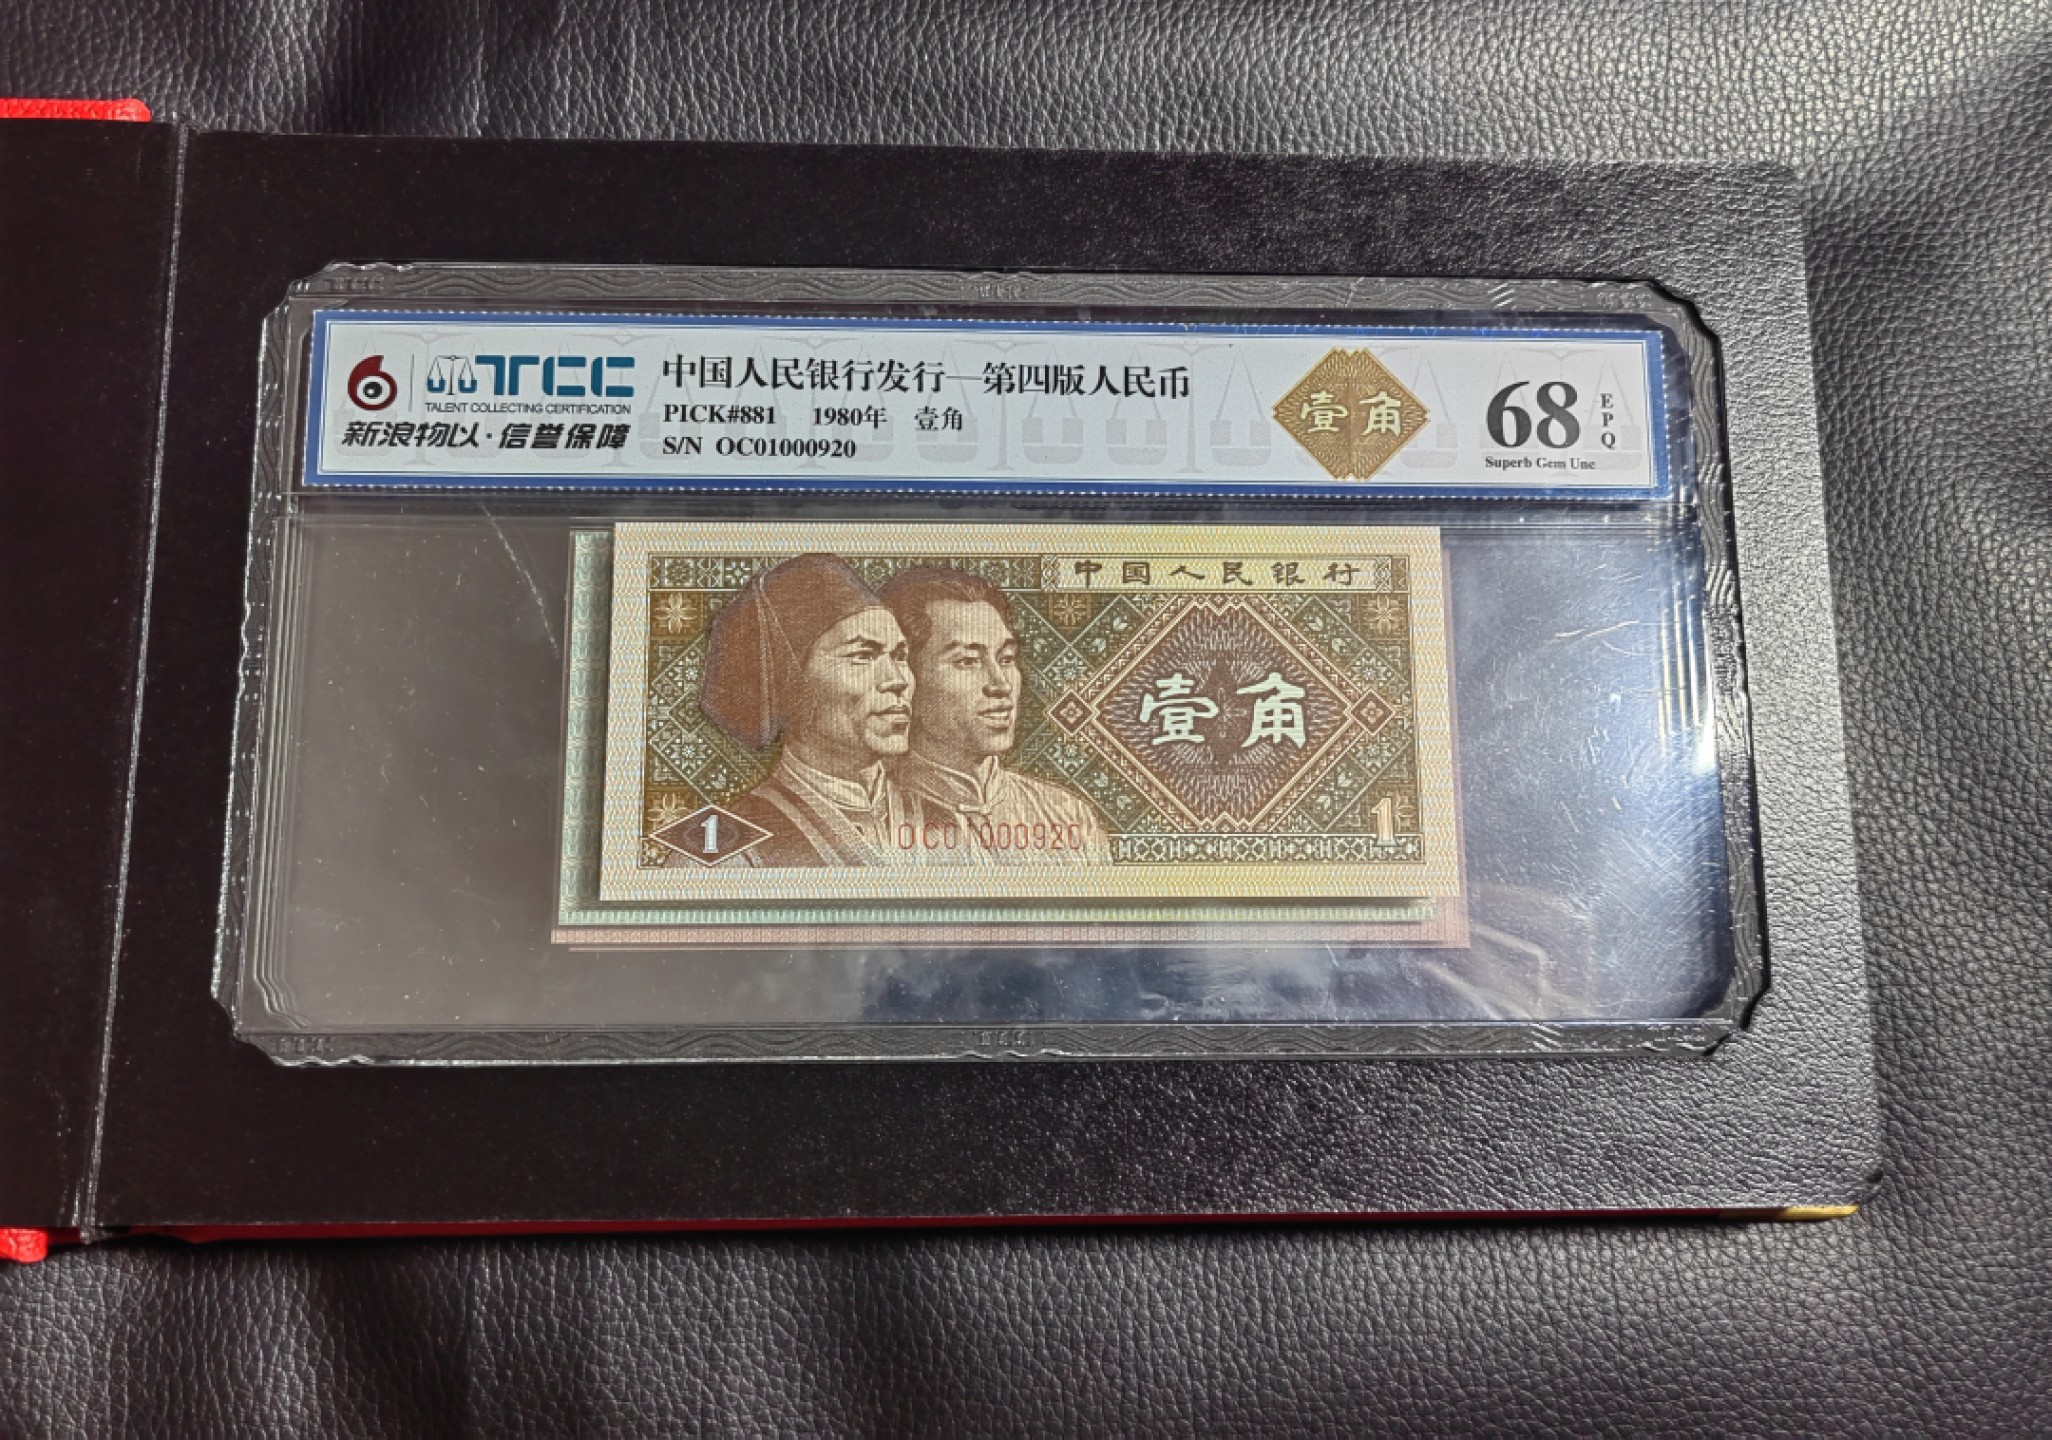 TCC
TALENT COLLECTING CERTIFICATION
新浪物以·信誉保障
中国人民银行发行—第四版人民币
PICK#881 1980年 壹角
S/N OC01000920
壹角
68
EPQ
Superb Gem Unc
中国人民银行
壹角
1
OC01000920
1